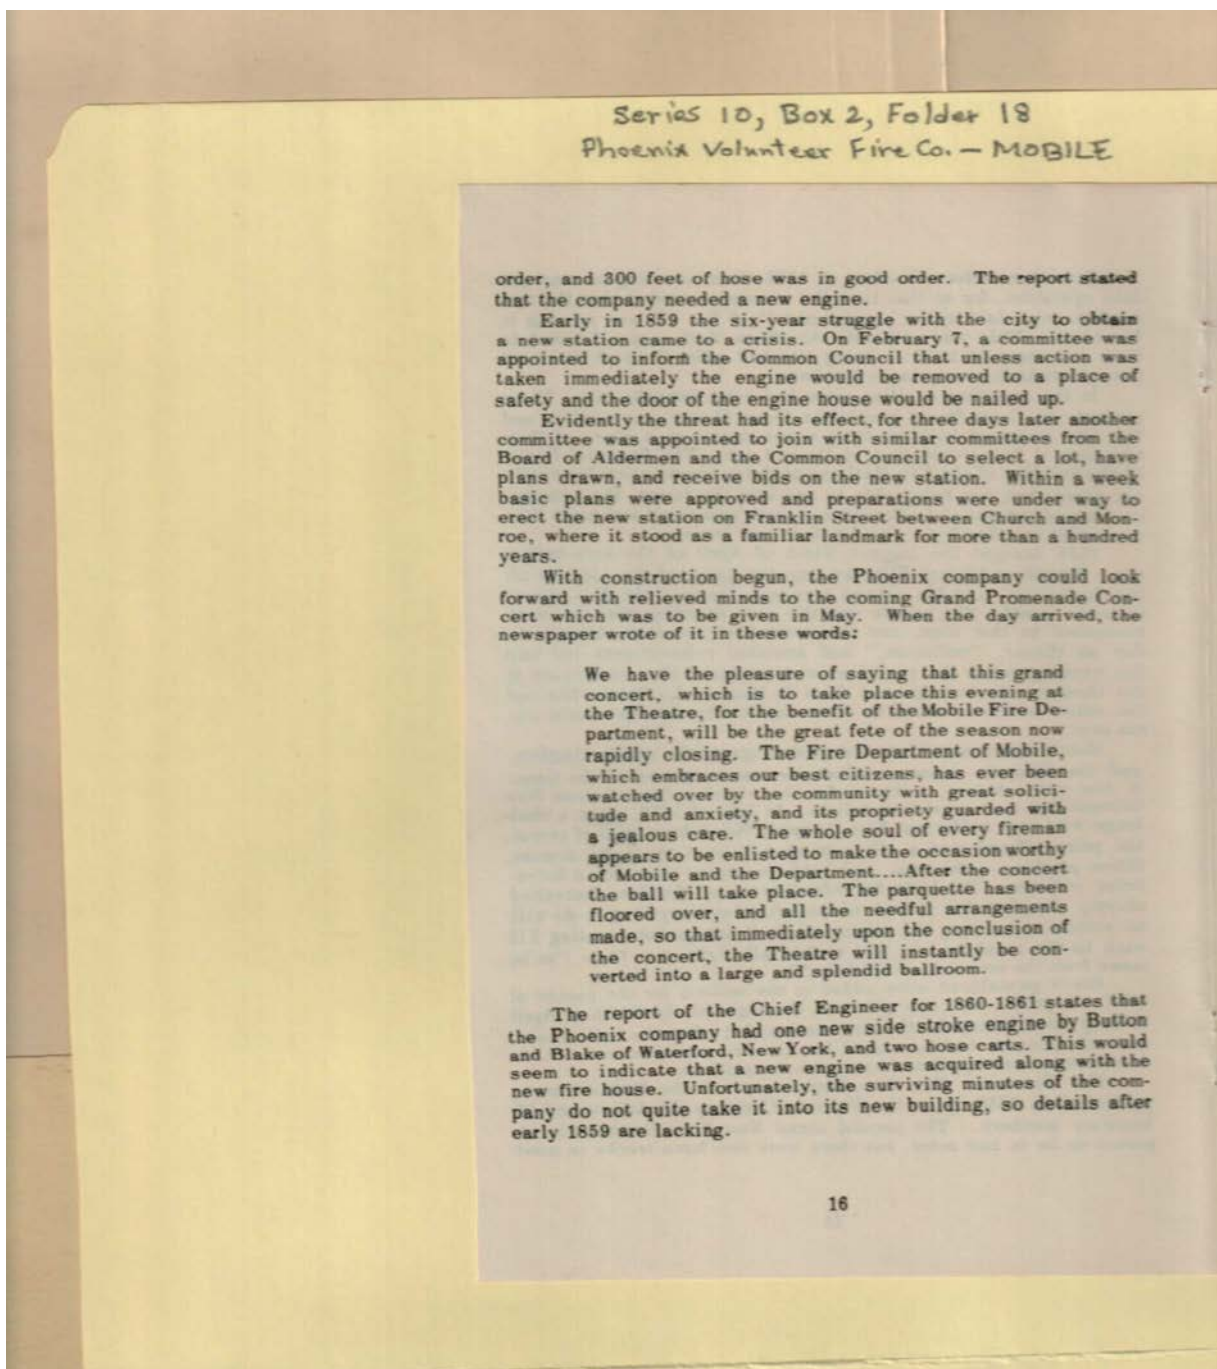 Series 10, Box 2, Folder 18
Phoenix Volunteer Fire Co. — MOBILE
order, and 300 feet of hose was in good order. The report stated
that the company needed a new engine.
Early in 1859 the six-year struggle with the city to obtain
a new station came to a crisis. On February 7, a committee was
appointed to inform the Common Council that unless action was
taken immediately the engine would be removed to a place of
safety and the door of the engine house would be nailed up.
Evidently the threat had its effect, for three days later another
committee was appointed to join with similar committees from the
Board of Aldermen and the Common Council to select a lot, have
plans drawn, and receive bids on the new station. Within a week
basic plans were approved and preparations were under way to
erect the new station on Franklin Street between Church and Mon-
roe, where it stood as a familiar landmark for more than a hundred
years.
With construction begun, the Phoenix company could look
forward with relieved minds to the coming Grand Promenade Con-
cert which was to be given in May. When the day arrived, the
newspaper wrote of it in these words:
We have the pleasure of saying that this grand
concert, which is to take place this evening at
the Theatre, for the benefit of the Mobile Fire De-
partment, will be the great fete of the season now
rapidly closing. The Fire Department of Mobile,
which embraces our best citizens, has ever been
watched over by the community with great solici-
tude and anxiety, and its propriety guarded with
a jealous care. The whole soul of every fireman
appears to be enlisted to make the occasion worthy
of Mobile and the Department....After the concert
the ball will take place. The parquette has been
floored over, and all the needful arrangements
made, so that immediately upon the conclusion of
the concert, the Theatre will instantly be con-
verted into a large and splendid ballroom.
The report of the Chief Engineer for 1860-1861 states that
the Phoenix company had one new side stroke engine by Button
and Blake of Waterford, New York, and two hose carts. This would
seem to indicate that a new engine was acquired along with the
new fire house. Unfortunately, the surviving minutes of the com-
pany do not quite take it into its new building, so details after
early 1859 are lacking.
16